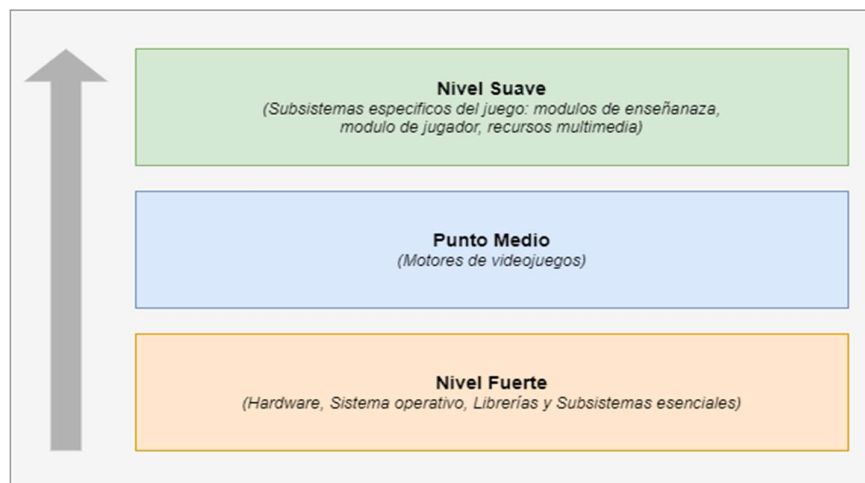 Nivel Suave
(Subsistemas especificos del juego: modulos de enseñanaza,
modulo de jugador, recursos multimedia)
Punto Medio
(Motores de videojuegos)
Nivel Fuerte
(Hardware, Sistema operativo, Librerías y Subsistemas esenciales)